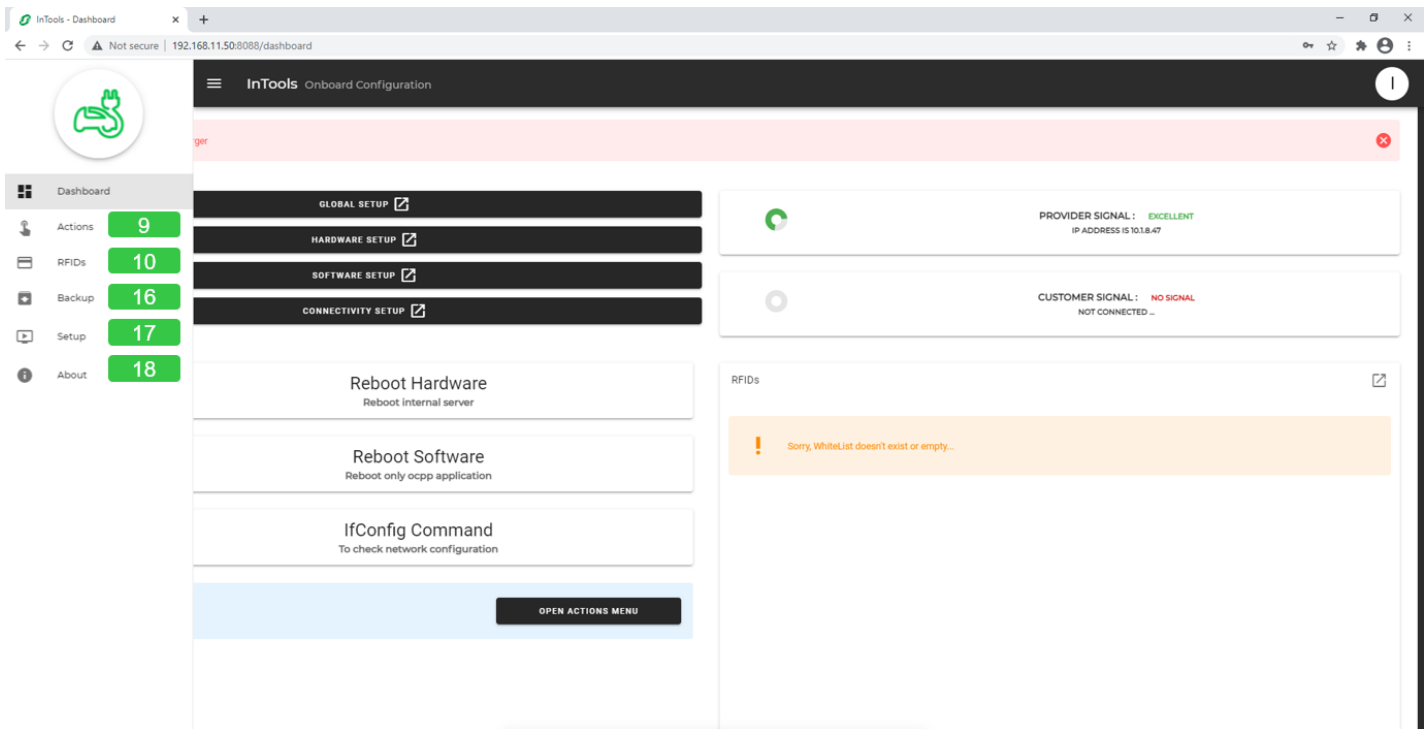 InTools - Dashboard
Not secure | 192.168.11.50:8088/dashboard
InTools Onboard Configuration
I
rger
Dashboard
Actions 9
RFIDs 10
Backup 16
Setup 17
About 18
GLOBAL SETUP
HARDWARE SETUP
SOFTWARE SETUP
CONNECTIVITY SETUP
PROVIDER SIGNAL : EXCELLENT
IP ADDRESS IS 10.1.8.47
CUSTOMER SIGNAL : NO SIGNAL
NOT CONNECTED ...
Reboot Hardware
Reboot internal server
Reboot Software
Reboot only ocpp application
IfConfig Command
To check network configuration
OPEN ACTIONS MENU
RFIDs
Sorry, WhiteList doesn't exist or empty...